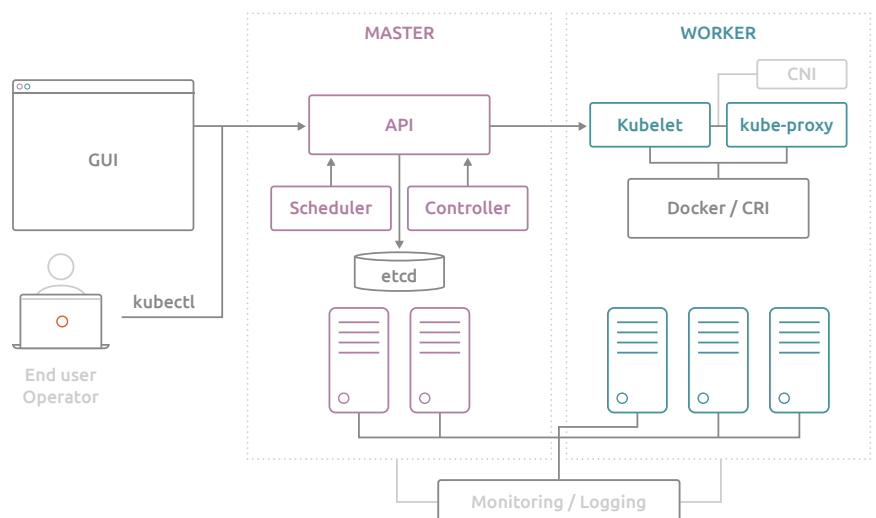 MASTER
WORKER
CNI
GUI
API
Kubelet
kube-proxy
Scheduler
Controller
Docker / CRI
etcd
kubectl
End user
Operator
Monitoring / Logging